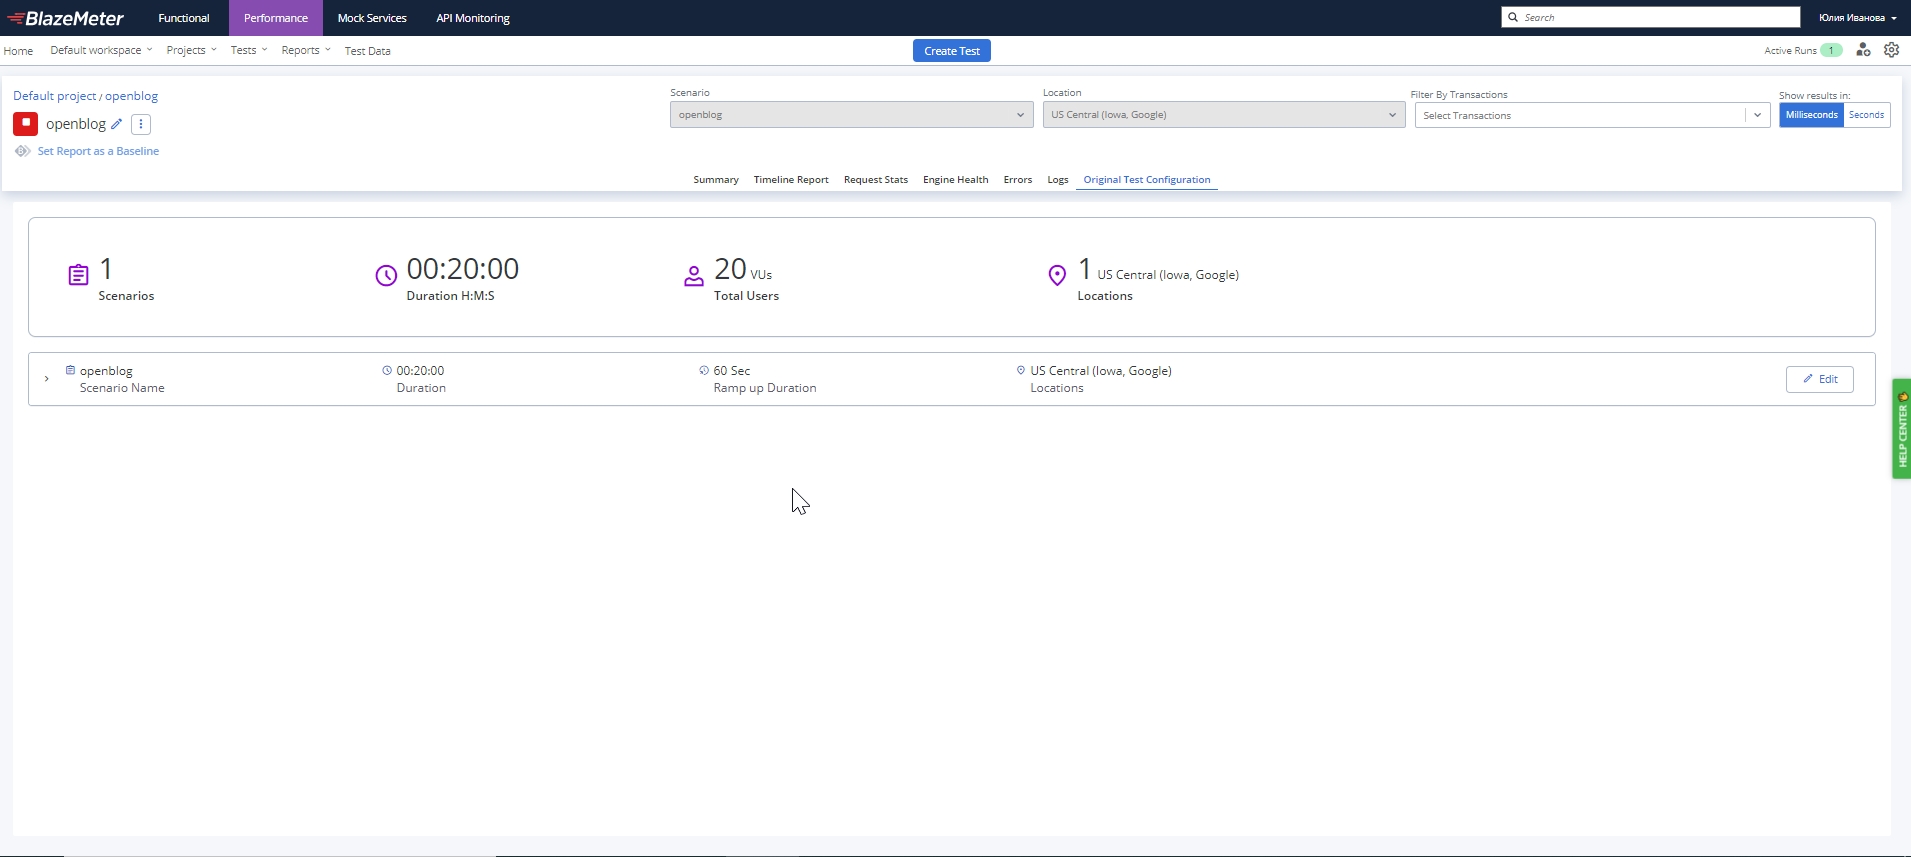 BlazeMeter Functional Performance Mock Services API Monitoring Search Юлия Иванова
Home Default workspace Projects Tests Reports Test Data Create Test Active Runs 1
Default project / openblog
openblog
Set Report as a Baseline
Scenario
openblog
Location
US Central (Iowa, Google)
Filter By Transactions
Select Transactions
Show results in:
Milliseconds Seconds
Summary Timeline Report Request Stats Engine Health Errors Logs Original Test Configuration
1
Scenarios
00:20:00
Duration H:M:S
20 VUs
Total Users
1 US Central (Iowa, Google)
Locations
openblog
Scenario Name
00:20:00
Duration
60 Sec
Ramp up Duration
US Central (Iowa, Google)
Locations
Edit
HELP CENTER